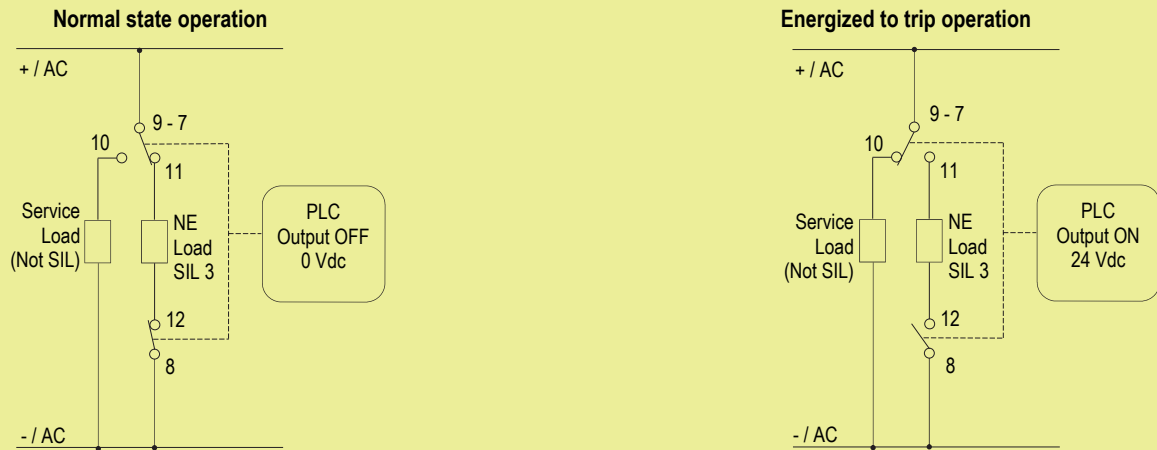 Normal state operation
+ / AC
9 - 7
10
11
Service
Load
(Not SIL)
NE
Load
SIL 3
PLC
Output OFF
0 Vdc
12
8
- / AC
Energized to trip operation
+ / AC
9 - 7
10
11
Service
Load
(Not SIL)
NE
Load
SIL 3
PLC
Output ON
24 Vdc
12
8
- / AC